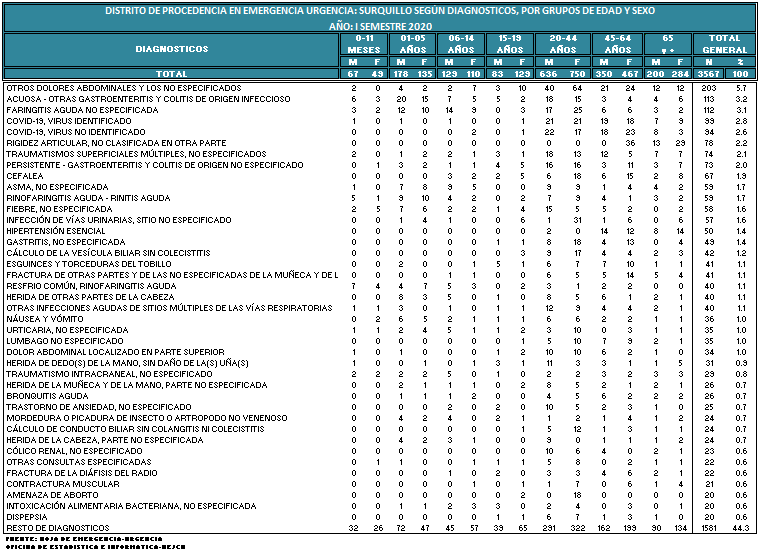 DISTRITO DE PROCEDENCIA EN EMERGENCIA URGENCIA: SURQUILLO SEGÚN DIAGNOSTICOS, POR GRUPOS DE EDAD Y SEXO
AÑO: I SEMESTRE 2020
DIAGNOSTICOS 0-11 MESES 01-05 AÑOS 06-14 AÑOS 15-19 AÑOS 20-44 AÑOS 45-64 AÑOS 65 y + TOTAL GENERAL
M F M F M F M F M F M F M F N %
TOTAL 67 49 178 135 129 110 83 129 636 750 350 467 200 284 3567 100
OTROS DOLORES ABDOMINALES Y LOS NO ESPECIFICADOS 2 0 4 2 2 7 3 10 40 64 21 24 12 12 203 5.7
ACUOSA - OTRAS GASTROENTERITIS Y COLITIS DE ORIGEN INFECCIOSO 6 3 20 15 7 5 5 2 18 15 3 4 4 6 113 3.2
FARINGITIS AGUDA NO ESPECIFICADA 3 2 12 10 14 9 0 3 17 25 6 6 3 2 112 3.1
COVID-19, VIRUS IDENTIFICADO 1 0 1 0 1 0 0 1 21 21 19 18 7 9 99 2.8
COVID-19, VIRUS NO IDENTIFICADO 0 0 0 0 0 2 0 0 22 17 18 23 8 3 94 2.6
RIGIDEZ ARTICULAR, NO CLASIFICADA EN OTRA PARTE 0 0 0 0 0 0 0 0 0 0 0 36 13 29 78 2.2
TRAUMATISMOS SUPERFICIALES MÚLTIPLES, NO ESPECIFICADOS 2 0 1 2 2 1 3 1 18 13 12 5 7 7 74 2.1
PERSISTENTE - GASTROENTERITIS Y COLITIS DE ORIGEN NO ESPECIFICADO 0 1 3 2 1 1 4 5 16 16 3 11 3 7 73 2.0
CEFALEA 0 0 0 0 3 2 2 5 6 18 6 15 2 8 67 1.9
ASMA, NO ESPECIFICADA 1 0 7 8 9 5 0 0 9 9 1 4 4 2 59 1.7
RINOFARINGITIS AGUDA - RINITIS AGUDA 5 1 9 10 4 2 0 2 7 9 4 1 3 2 59 1.7
FIEBRE, NO ESPECIFICADA 2 5 7 6 2 2 1 4 15 5 5 2 0 2 58 1.6
INFECCIÓN DE VÍAS URINARIAS, SITIO NO ESPECIFICADO 0 0 1 4 1 0 0 6 1 31 1 6 0 6 57 1.6
HIPERTENSIÓN ESENCIAL 0 0 0 0 0 0 0 0 2 0 14 12 8 14 50 1.4
GASTRITIS, NO ESPECIFICADA 0 0 0 0 0 0 1 1 8 18 4 13 0 4 49 1.4
CÁLCULO DE LA VESÍCULA BILIAR SIN COLECISTITIS 0 0 0 0 0 0 0 3 9 17 4 4 2 3 42 1.2
ESGUINCES Y TORCEDURAS DEL TOBILLO 0 0 2 0 0 1 5 1 6 7 7 10 1 1 41 1.1
FRACTURA DE OTRAS PARTES Y DE LAS NO ESPECIFICADAS DE LA MUÑECA Y DE L 0 0 0 0 1 1 0 0 6 5 5 14 5 4 41 1.1
RESFRIO COMÚN, RINOFARINGITIS AGUDA 7 4 4 7 5 3 0 2 3 1 2 2 0 0 40 1.1
HERIDA DE OTRAS PARTES DE LA CABEZA 0 0 8 3 5 0 1 0 8 5 6 1 2 1 40 1.1
OTRAS INFECCIONES AGUDAS DE SITIOS MÚLTIPLES DE LAS VÍAS RESPIRATORIAS 1 1 3 0 1 0 1 1 12 9 4 4 2 1 40 1.1
NÁUSEA Y VÓMITO 0 2 6 5 2 1 1 1 6 6 2 2 1 1 36 1.0
URTICARIA, NO ESPECIFICADA 1 1 2 4 5 1 1 2 3 10 0 3 1 1 35 1.0
LUMBAGO NO ESPECIFICADO 0 0 0 0 0 0 0 1 5 10 7 9 2 1 35 1.0
DOLOR ABDOMINAL LOCALIZADO EN PARTE SUPERIOR 1 0 1 0 0 1 2 10 10 6 2 1 0 34 1.0
HERIDA DE DEDO(S) DE LA MANO, SIN DAÑO DE LA(S) UÑA(S) 1 0 0 0 1 0 3 1 11 3 3 1 1 5 31 0.9
TRAUMATISMO INTRACRANEAL, NO ESPECIFICADO 2 2 2 2 5 0 1 0 2 2 3 2 3 3 29 0.8
HERIDA DE LA MUÑECA Y DE LA MANO, PARTE NO ESPECIFICADA 0 0 2 1 1 1 0 2 8 5 2 1 2 1 26 0.7
BRONQUITIS AGUDA 0 0 0 1 1 1 2 0 4 5 6 2 2 2 26 0.7
TRASTORNO DE ANSIEDAD, NO ESPECIFICADO 0 0 0 0 2 0 2 0 10 5 2 3 1 0 25 0.7
MORDEDURA O PICADURA DE INSECTO O ARTROPODO NO VENENOSO 0 0 4 2 4 0 1 1 2 1 4 1 2 24 0.7
CÁLCULO DE CONDUCTO BILIAR SIN COLANGITIS NI COLECISTITIS 0 0 0 0 0 0 0 1 5 12 1 3 1 1 24 0.7
HERIDA DE LA CABEZA, PARTE NO ESPECIFICADA 0 0 4 2 3 1 0 0 9 0 1 1 1 2 24 0.7
CÓLICO RENAL, NO ESPECIFICADO 0 0 0 0 0 0 0 0 10 6 4 0 2 1 23 0.6
OTRAS CONSULTAS ESPECIFICADAS 0 1 1 0 0 1 1 1 5 8 0 2 1 1 22 0.6
FRACTURA DE LA DIÁFISIS DEL RADIO 0 0 0 0 1 0 0 0 3 3 4 6 2 2 22 0.6
CONTRACTURA MUSCULAR 0 0 0 0 0 0 1 1 7 0 1 6 1 4 21 0.6
AMENAZA DE ABORTO 0 0 0 0 0 0 0 2 0 18 0 0 0 0 20 0.6
INTOXICACIÓN ALIMENTARIA BACTERIANA, NO ESPECIFICADA 0 0 1 1 2 3 3 0 2 4 0 3 0 1 20 0.6
DISPEPSIA 0 0 0 0 0 0 1 1 6 7 1 3 1 0 20 0.6
RESTO DE DIAGNOSTICOS 32 26 72 47 45 57 39 65 291 322 162 199 90 134 1581 44.3
FUENTE: HOJA DE EMERGENCIA-URGENCIA
OFICINA DE ESTADISTICA E INFORMATICA-HEJCU